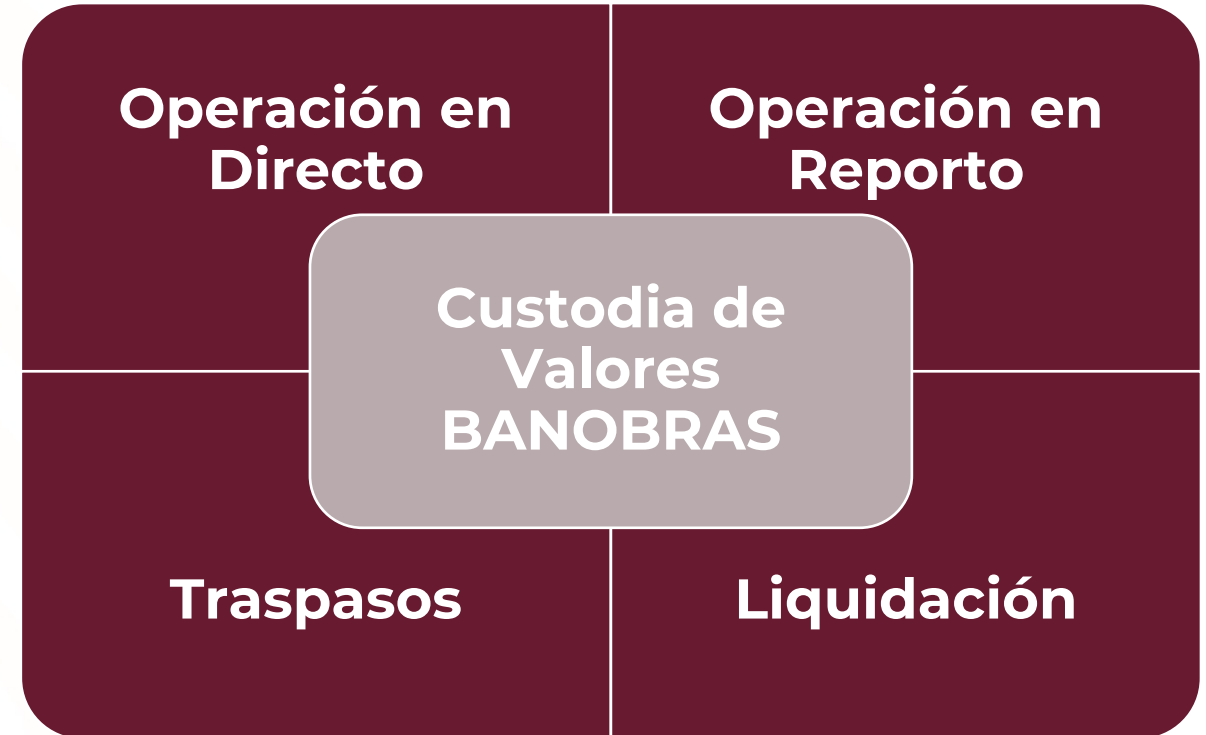 Operación en
Directo
Operación en
Reporto
Custodia de
Valores
BANOBRAS
Traspasos
Liquidación